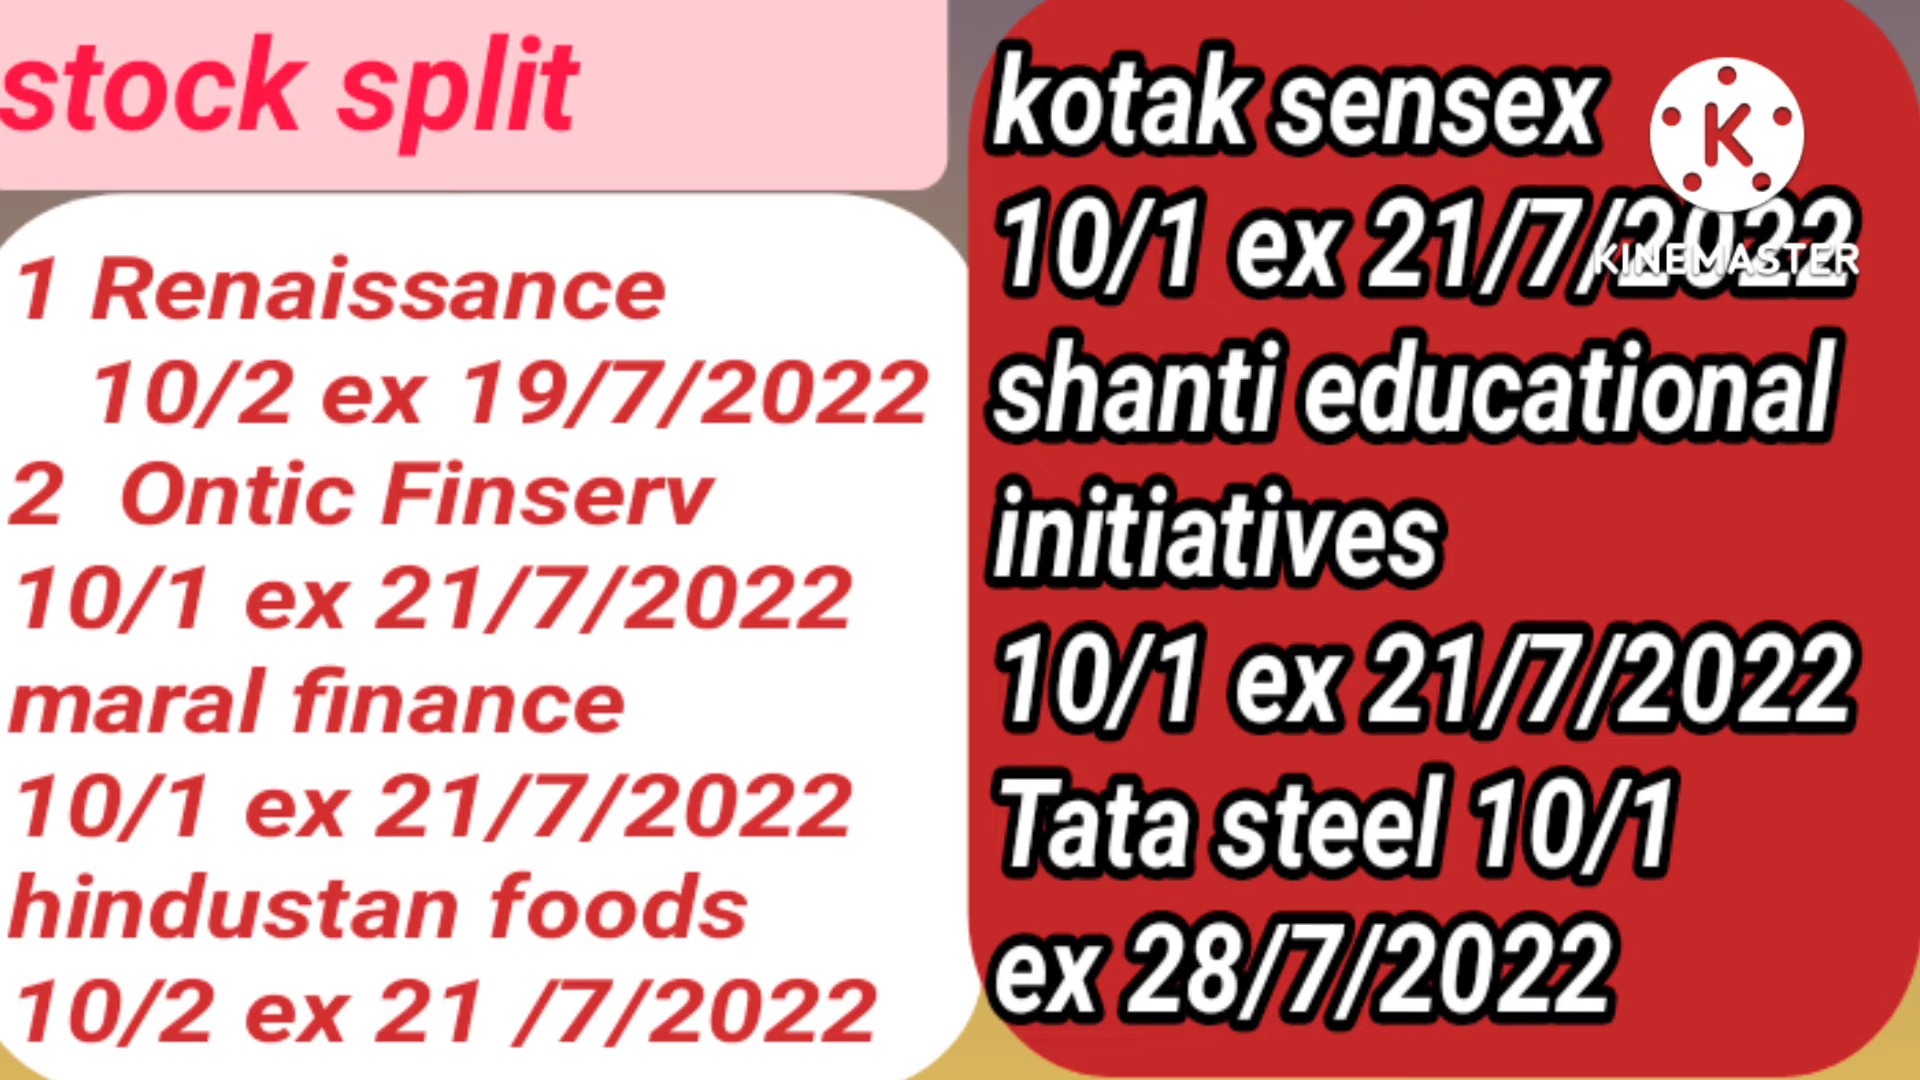 stock split
1 Renaissance
10/2 ex 19/7/2022
2 Ontic Finserv
10/1 ex 21/7/2022
maral finance
10/1 ex 21/7/2022
hindustan foods
10/2 ex 21 /7/2022
kotak sensex
10/1 ex 21/7/2022
shanti educational
initiatives
10/1 ex 21/7/2022
Tata steel 10/1
ex 28/7/2022
K
KINEMASTER